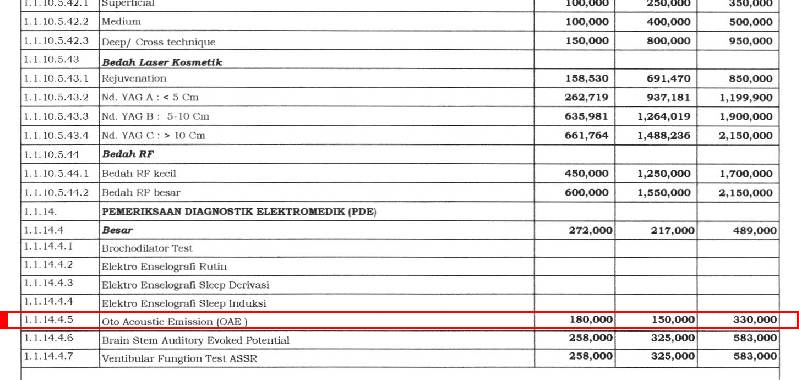 1.1.10.5.42.1 Superficial 100,000 250,000 350,000
1.1.10.5.42.2 Medium 100,000 400,000 500,000
1.1.10.5.42.3 Deep/ Cross technique 150,000 800,000 950,000
1.1.10.5.43 Bedah Laser Kosmetik
1.1.10.5.43.1 Rejuvenation 158,530 691,470 850,000
1.1.10.5.43.2 Nd. YAG A : < 5 Cm 262,719 937,181 1,199,900
1.1.10.5.43.3 Nd. YAG B : 5-10 Cm 635,981 1,264,019 1,900,000
1.1.10.5.43.4 Nd. YAG C : > 10 Cm 661,764 1,488,236 2,150,000
1.1.10.5.44 Bedah RF
1.1.10.5.44.1 Bedah RF kecil 450,000 1,250,000 1,700,000
1.1.10.5.44.2 Bedah RF besar 600,000 1,550,000 2,150,000
1.1.14. PEMERIKSAAN DIAGNOSTIK ELEKTROMEDIK (PDE)
1.1.14.4 Besar 272,000 217,000 489,000
1.1.14.4.1 Brochodilator Test
1.1.14.4.2 Elektro Enselografi Rutin
1.1.14.4.3 Elektro Enselografi Sleep Derivasi
1.1.14.4.4 Elektro Enselografi Sleep Induksi
1.1.14.4.5 Oto Acoustic Emission (OAE ) 180,000 150,000 330,000
1.1.14.4.6 Brain Stem Auditory Evoked Potential 258,000 325,000 583,000
1.1.14.4.7 Ventibular Fungtion Test ASSR 258,000 325,000 583,000